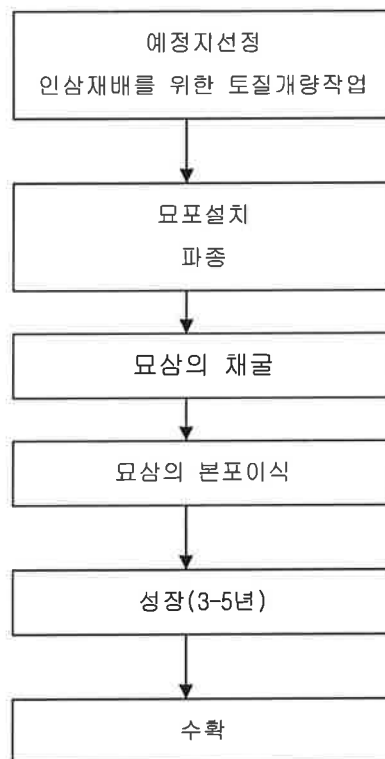 예정지선정
인삼재배를 위한 토질개량작업
묘포설치
파종
묘삼의 채굴
묘삼의 본포이식
성장(3-5년)
수확